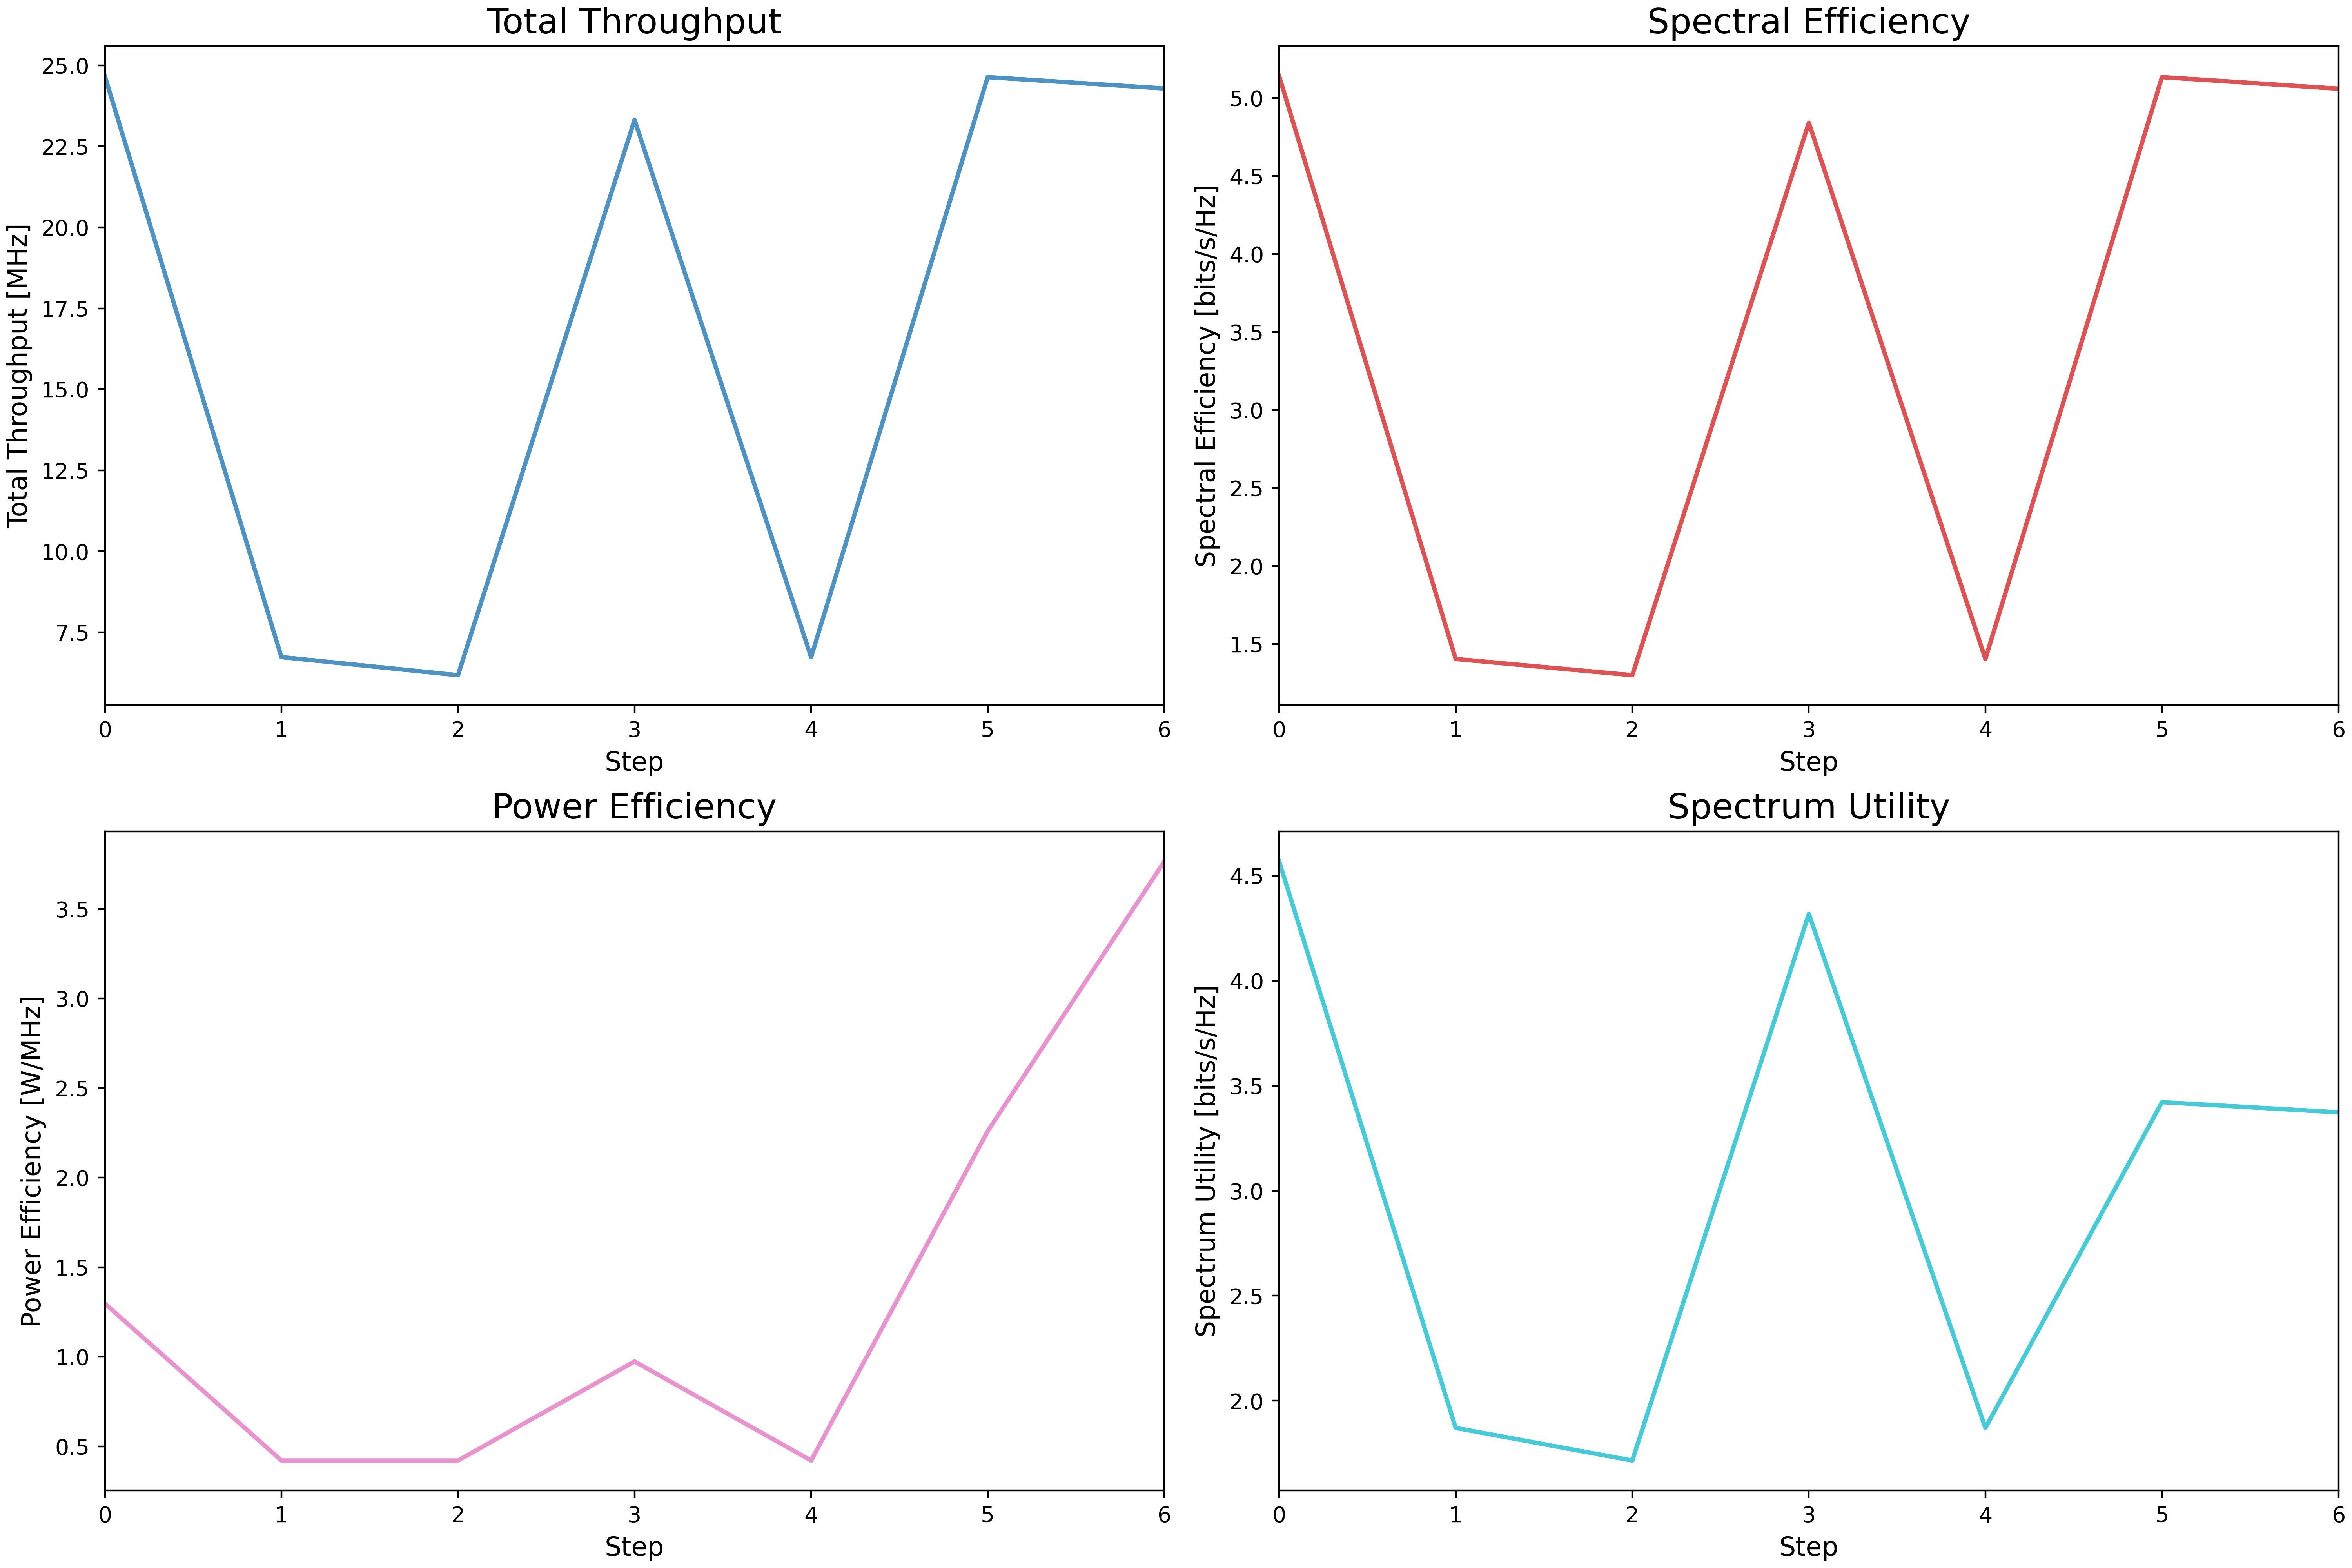 Total Throughput
Total Throughput [MHz]
25.0
22.5
20.0
17.5
15.0
12.5
10.0
7.5
0 1 2 3 4 5 6
Step
Spectral Efficiency
Spectral Efficiency [bits/s/Hz]
5.0
4.5
4.0
3.5
3.0
2.5
2.0
1.5
0 1 2 3 4 5 6
Step
Power Efficiency
Power Efficiency [W/MHz]
3.5
3.0
2.5
2.0
1.5
1.0
0.5
0 1 2 3 4 5 6
Step
Spectrum Utility
Spectrum Utility [bits/s/Hz]
4.5
4.0
3.5
3.0
2.5
2.0
0 1 2 3 4 5 6
Step